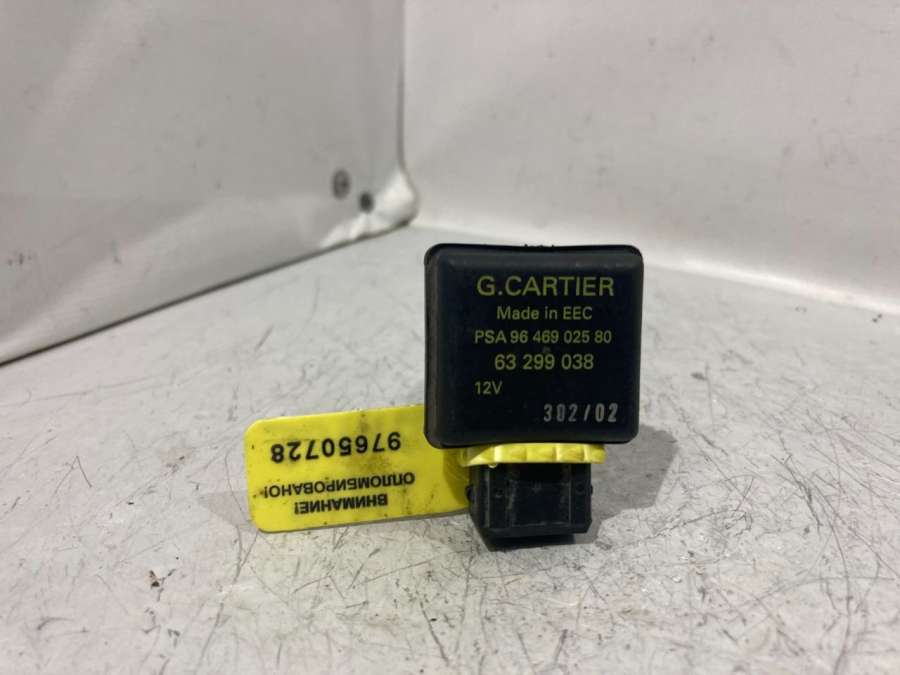 G.CARTIER
Made in EEC
PSA 96 469 025 80
63 299 038
12V
302/02
ВНИМАНИЕ!
ОПЛОМБИРОВАНО!
97650728